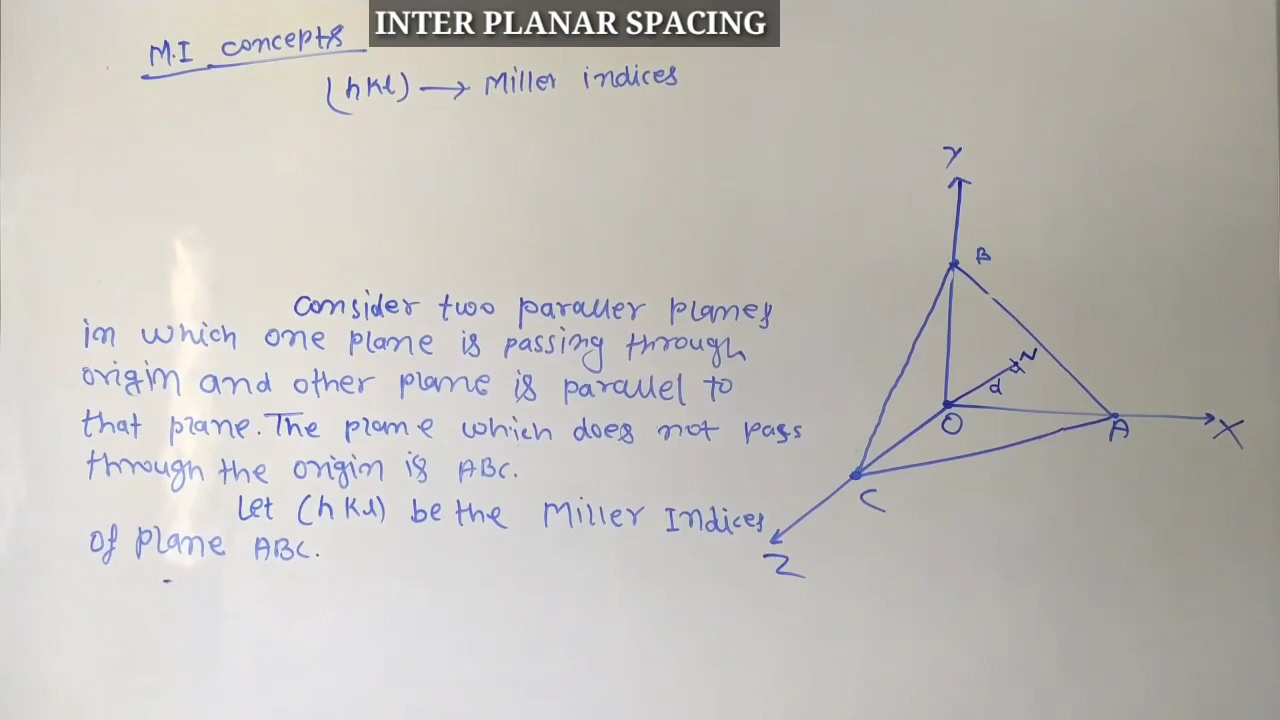 INTER PLANAR SPACING
M.I concepts
(hkl) → Miller indices
Consider two parallel planes
in which one plane is passing through
origin and other plane is parallel to
that plane. The plane which does not pass
through the origin is ABC.
Let (hkl) be the Miller Indices
of plane ABC.
Y
B
N
d
O
A
X
C
Z